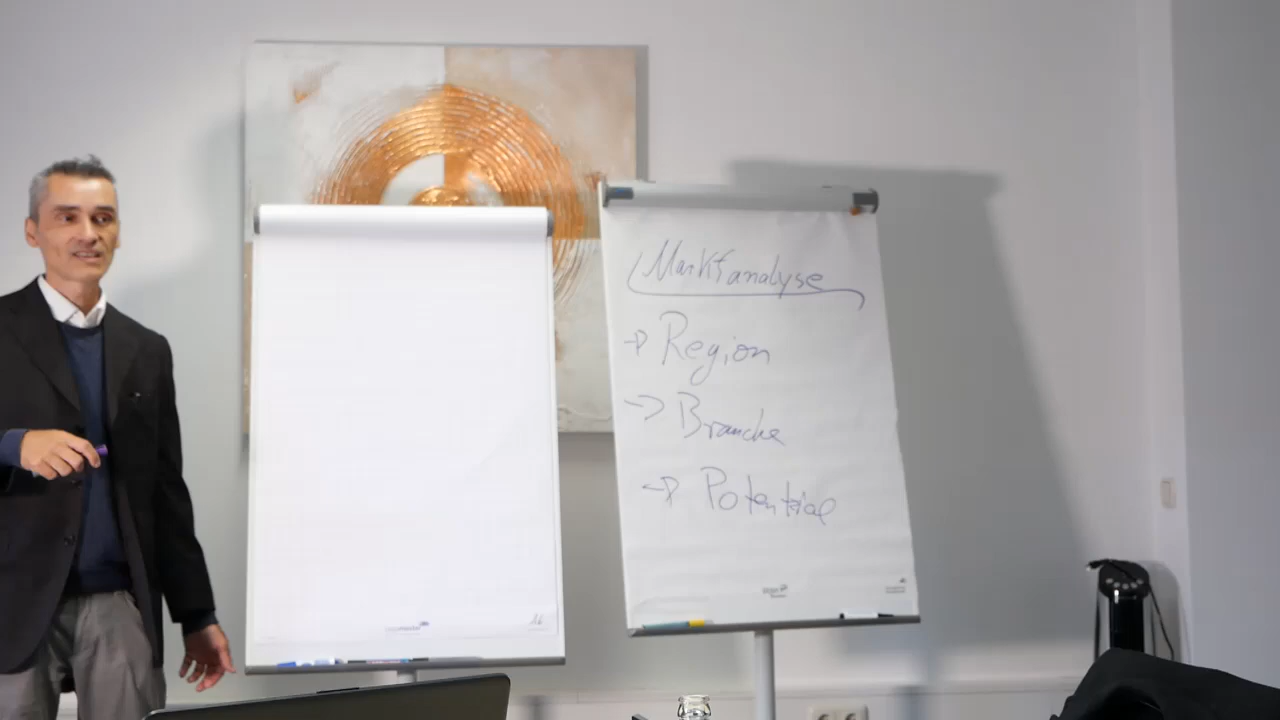 Marktanalyse
→ Region
→ Branche
→ Potential